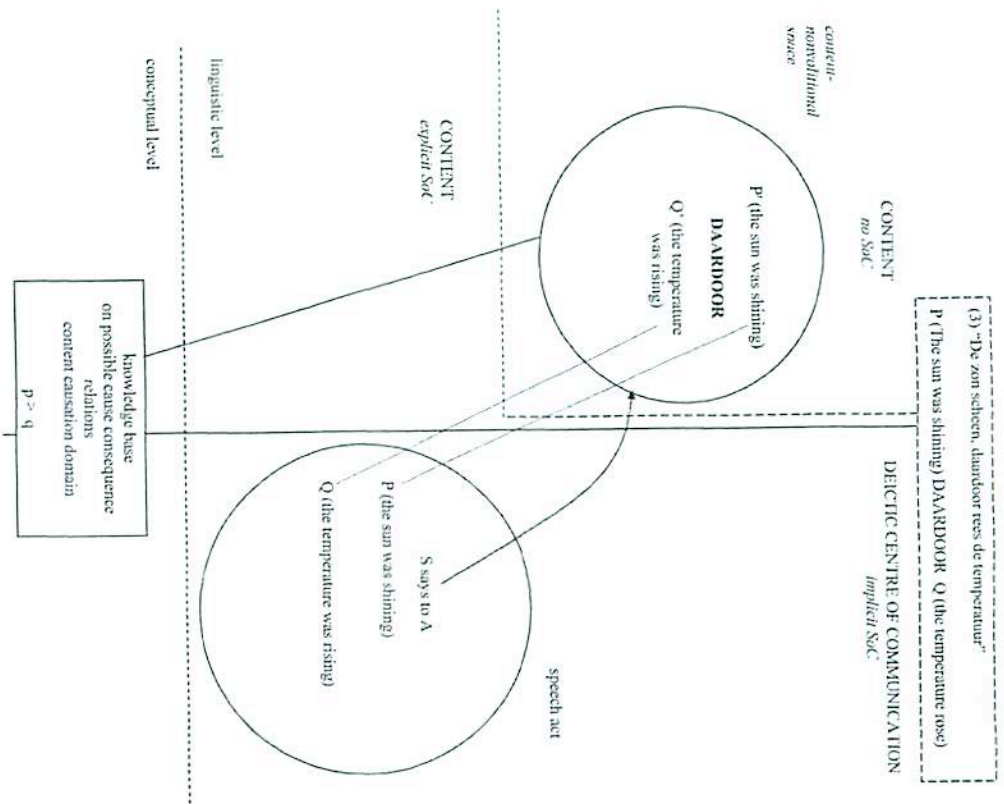 (3) "De zon scheen, daardoor rees de temperatuur"
P (The sun was shining) DAARDOOR Q (the temperature rose)
CONTENT
no SoC
DEICTIC CENTRE OF COMMUNICATION
implicit SoC
content-
nonvolitional
space
speech act
P' (the sun was shining)
DAARDOOR
Q' (the temperature
was rising)
S says to A
P (the sun was shining)
Q (the temperature was rising)
CONTENT
explicit SoC
linguistic level
conceptual level
knowledge base
on possible cause consequence
relations
content causation domain
p > q